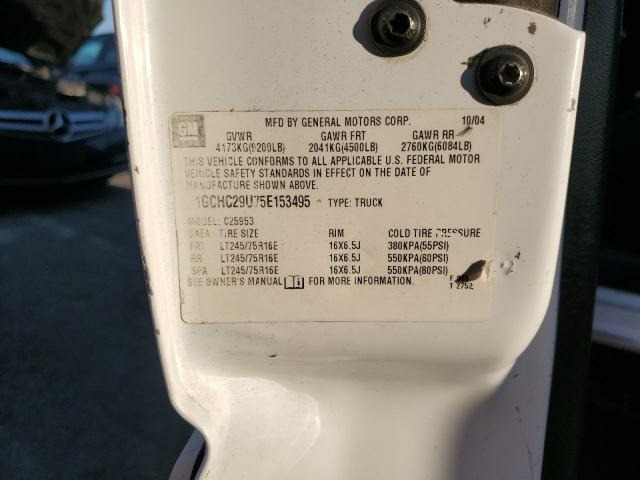 GM
MFD BY GENERAL MOTORS CORP. 10/04
GVWR GAWR FRT GAWR RR
4173KG(9200LB) 2041KG(4500LB) 2760KG(6084LB)
THIS VEHICLE CONFORMS TO ALL APPLICABLE U.S. FEDERAL MOTOR
VEHICLE SAFETY STANDARDS IN EFFECT ON THE DATE OF
MANUFACTURE SHOWN ABOVE.
1GCHC29U75E153495 TYPE: TRUCK
MODEL: C25953
TIRE SIZE RIM COLD TIRE PRESSURE
FRT LT245/75R16E 16X6.5J 380KPA(55PSI)
RR LT245/75R16E 16X6.5J 550KPA(80PSI)
SPA LT245/75R16E 16X6.5J 550KPA(80PSI)
SEE OWNER'S MANUAL FOR MORE INFORMATION.
T 2752